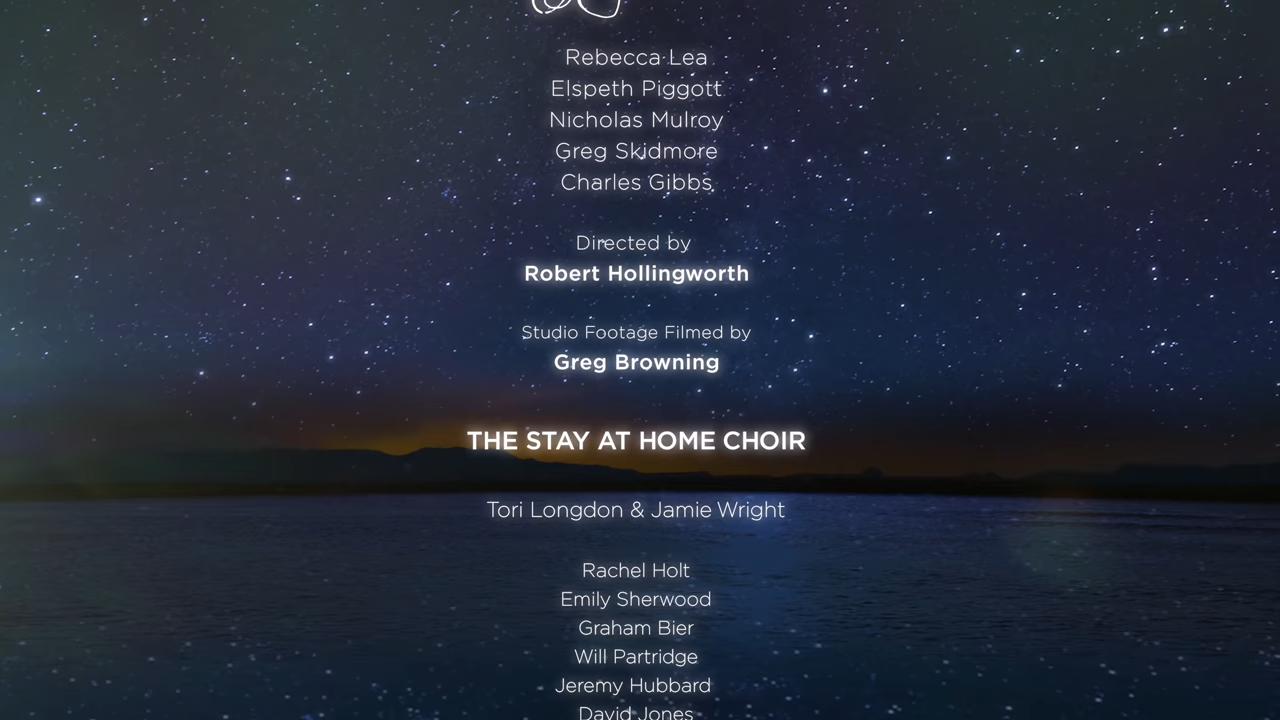 Rebecca Lea
Elspeth Piggott
Nicholas Mulroy
Greg Skidmore
Charles Gibbs
Directed by
Robert Hollingworth
Studio Footage Filmed by
Greg Browning
THE STAY AT HOME CHOIR
Tori Longdon & Jamie Wright
Rachel Holt
Emily Sherwood
Graham Bier
Will Partridge
Jeremy Hubbard
David Jones